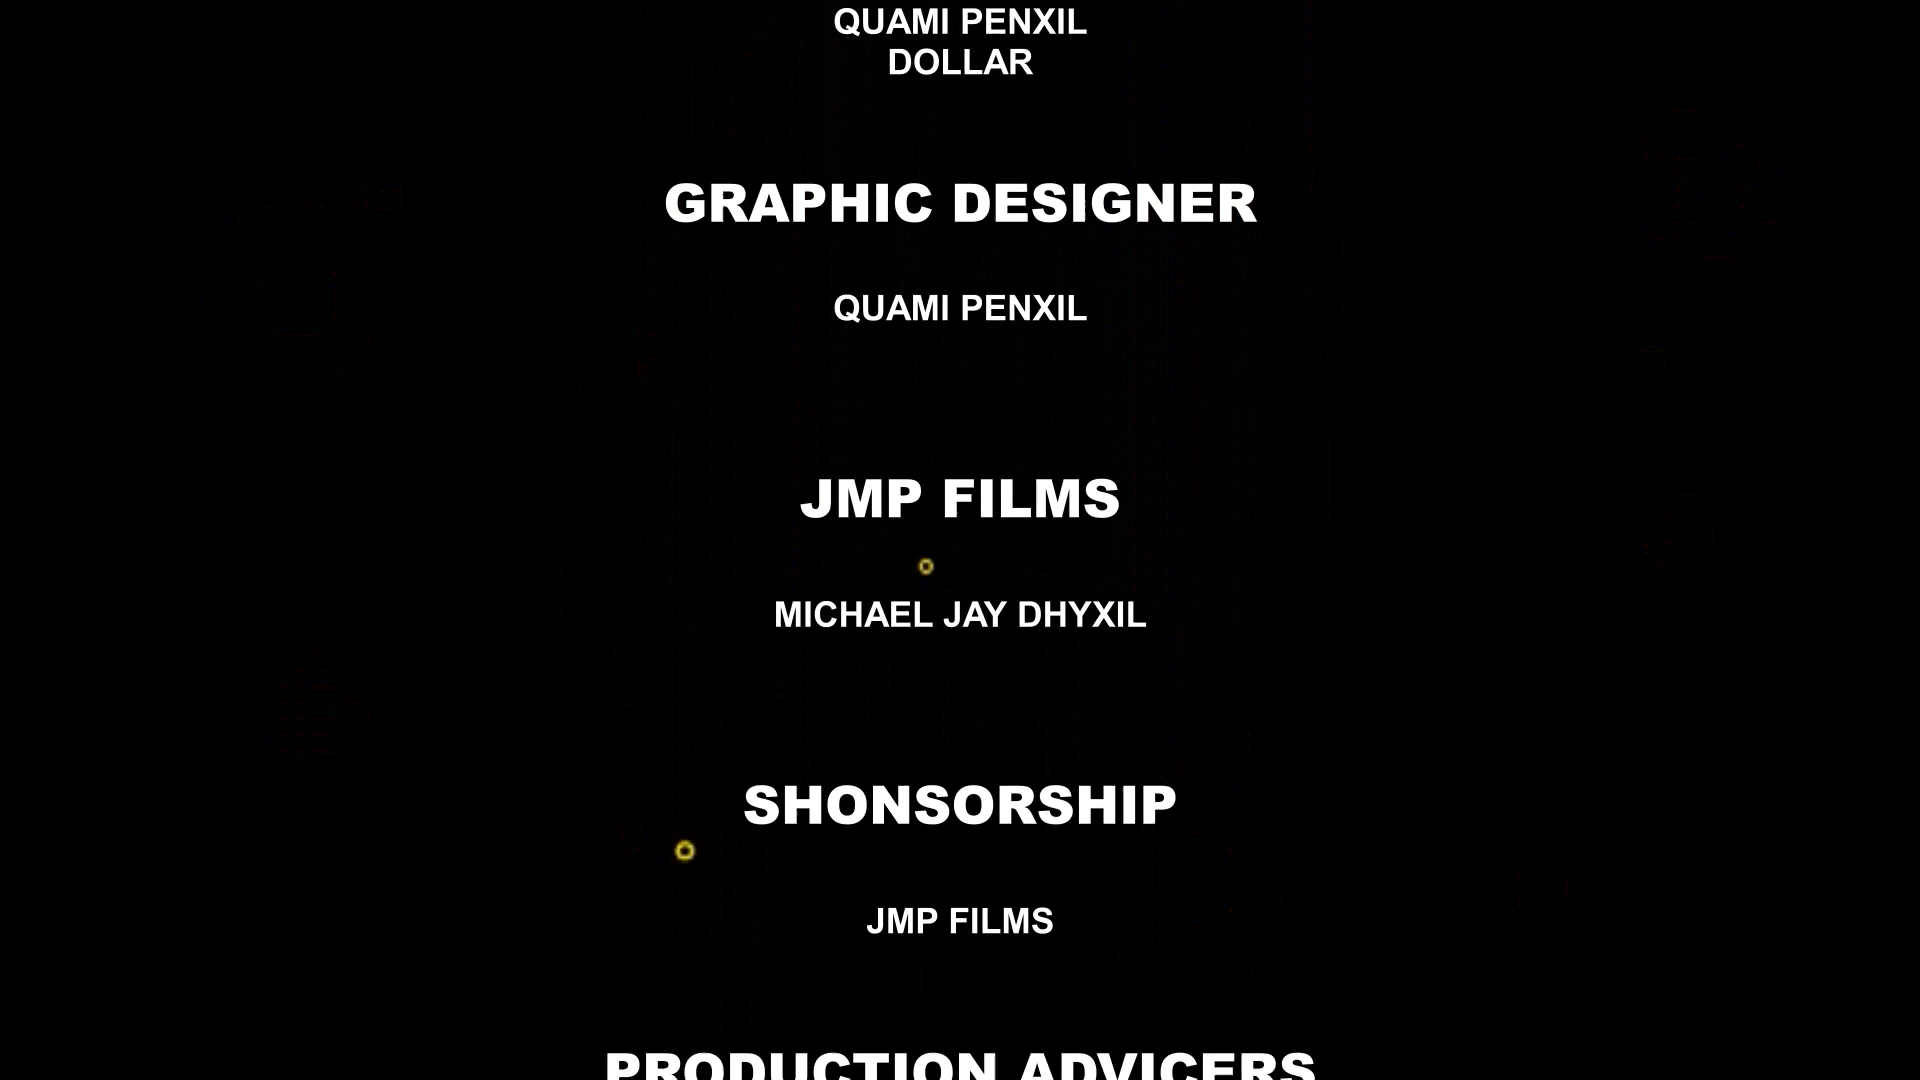 QUAMI PENXIL
DOLLAR
GRAPHIC DESIGNER
QUAMI PENXIL
JMP FILMS
MICHAEL JAY DHYXIL
SHONSORSHIP
JMP FILMS
PRODUCTION ADVICERS